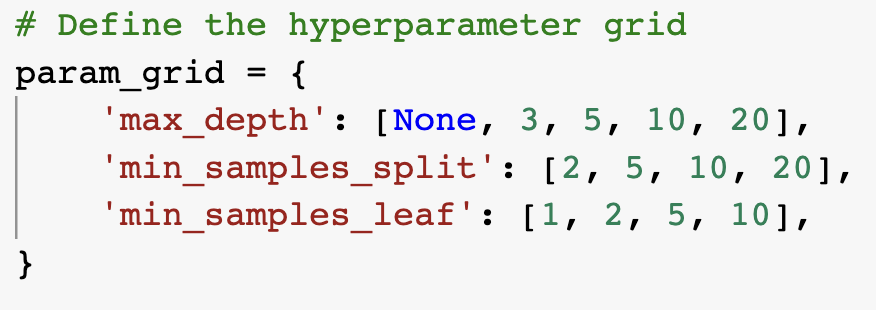 # Define the hyperparameter grid
param_grid = {
    'max_depth': [None, 3, 5, 10, 20],
    'min_samples_split': [2, 5, 10, 20],
    'min_samples_leaf': [1, 2, 5, 10],
}